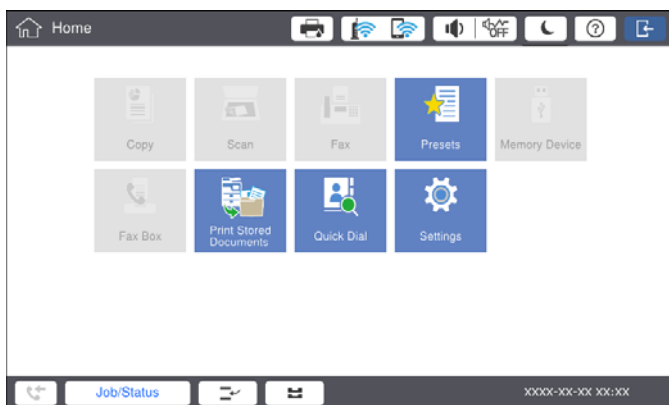 Home
OFF
?
Copy
Scan
Fax
Presets
Memory Device
Fax Box
Print Stored
Documents
Quick Dial
Settings
Job/Status
XXXX-XX-XX XX:XX